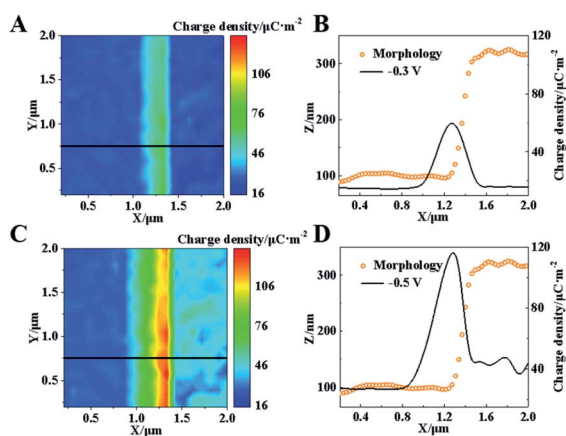 A
Charge density/μC·m⁻²
2.0
1.5
1.0
0.5
Y/μm
0.5 1.0 1.5 2.0
X/μm
106
76
46
16
B
Morphology
-0.3 V
300
200
100
Z/nm
120
80
40
0
Charge density/μC·m⁻²
0.4 0.8 1.2 1.6 2.0
X/μm
C
Charge density/μC·m⁻²
2.0
1.5
1.0
0.5
Y/μm
0.5 1.0 1.5 2.0
X/μm
106
76
46
16
D
Morphology
-0.5 V
300
200
100
Z/nm
120
80
40
0
Charge density/μC·m⁻²
0.4 0.8 1.2 1.6 2.0
X/μm